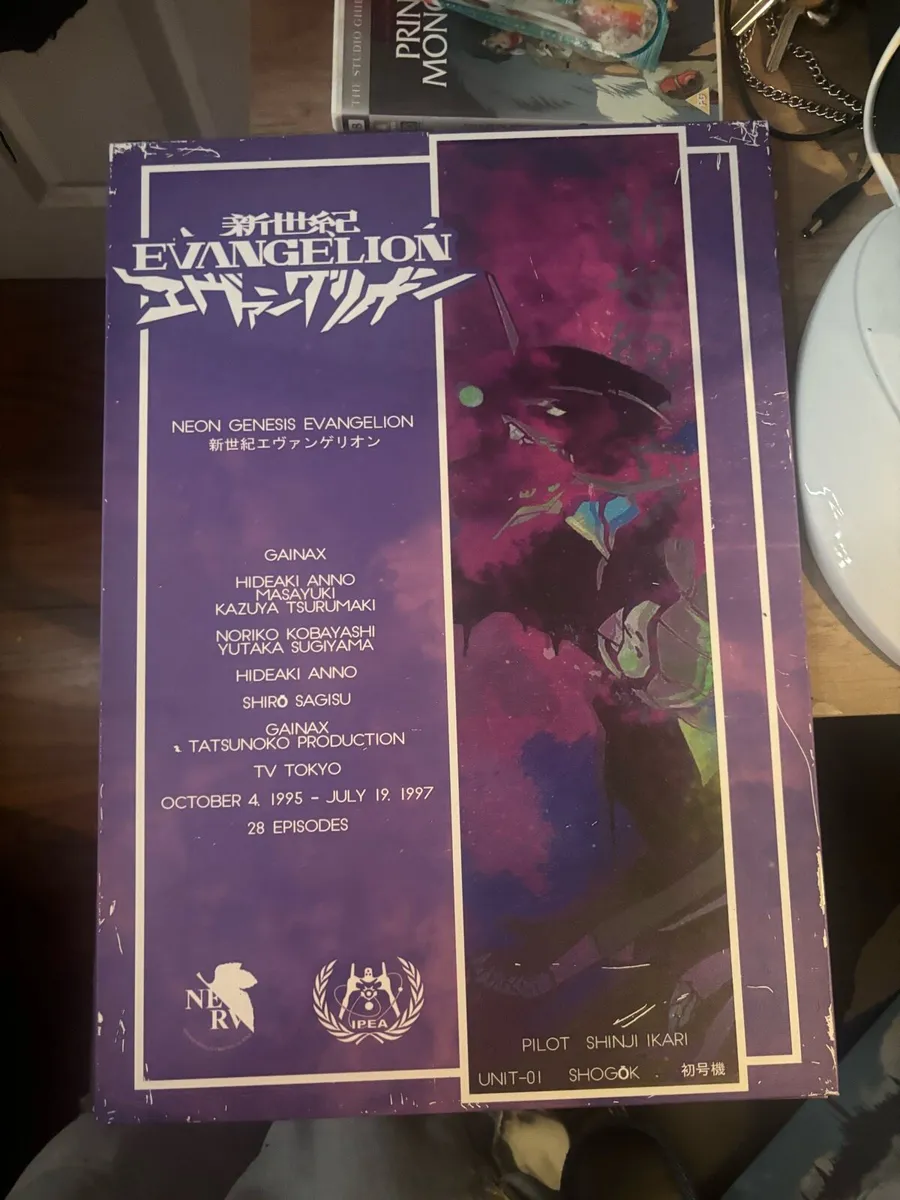 THE STUDIO GHI
PRIN
MON
新世紀
EVANGELION
エヴァンゲリオン
NEON GENESIS EVANGELION
新世紀エヴァンゲリオン
GAINAX
HIDEAKI ANNO
MASAYUKI
KAZUYA TSURUMAKI
NORIKO KOBAYASHI
YUTAKA SUGIYAMA
HIDEAKI ANNO
SHIRŌ SAGISU
GAINAX
TATSUNOKO PRODUCTION
TV TOKYO
OCTOBER 4, 1995 - JULY 19, 1997
28 EPISODES
NERV
IPEA
PILOT SHINJI IKARI
UNIT-01 SHOGŌK 初号機